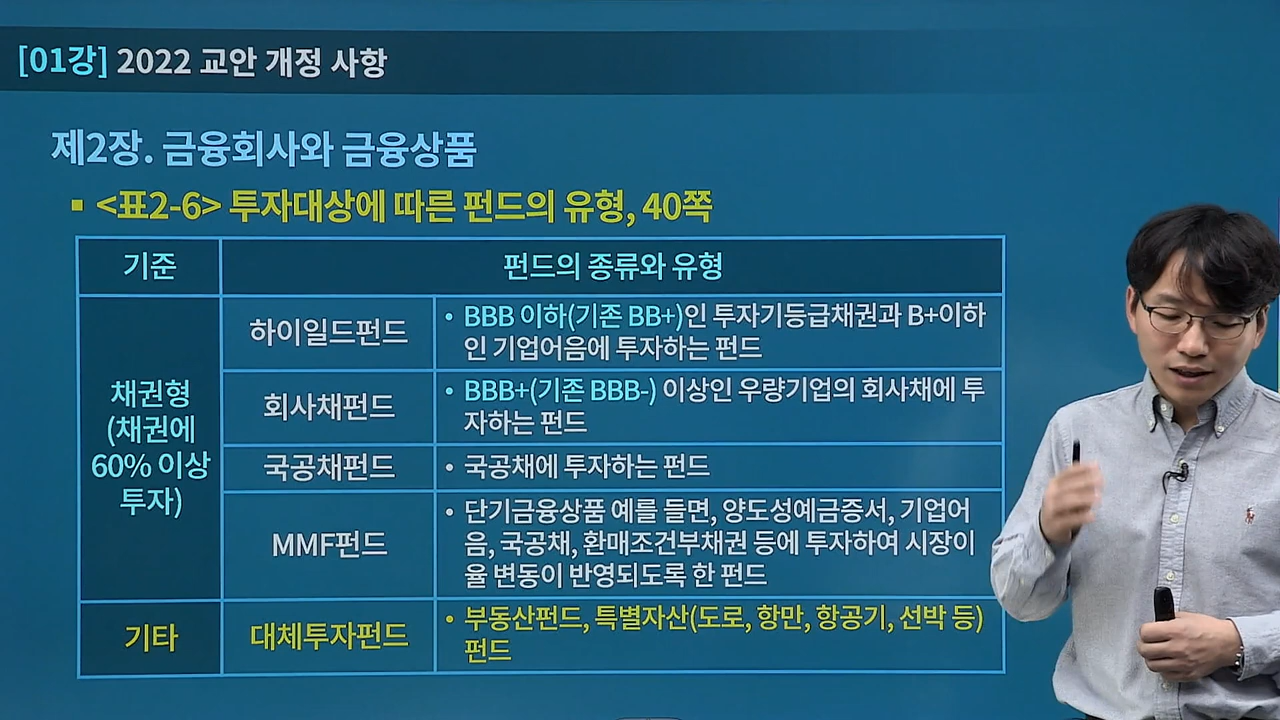 [01강] 2022 교안 개정 사항
제2장. 금융회사와 금융상품
▪ <표2-6> 투자대상에 따른 펀드의 유형, 40쪽
기준
펀드의 종류와 유형
채권형
(채권에
60% 이상
투자)
하이일드펀드
• BBB 이하(기존 BB+)인 투자기등급채권과 B+이하
인 기업어음에 투자하는 펀드
회사채펀드
• BBB+(기존 BBB-) 이상인 우량기업의 회사채에 투
자하는 펀드
국공채펀드
• 국공채에 투자하는 펀드
MMF펀드
• 단기금융상품 예를 들면, 양도성예금증서, 기업어
음, 국공채, 환매조건부채권 등에 투자하여 시장이
율 변동이 반영되도록 한 펀드
기타
대체투자펀드
• 부동산펀드, 특별자산(도로, 항만, 항공기, 선박 등)
펀드